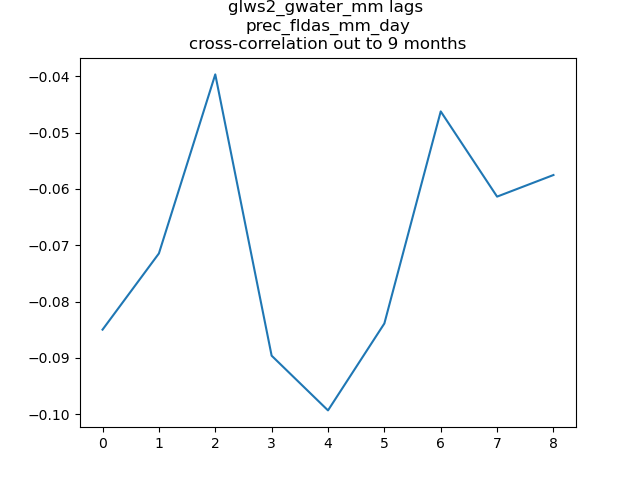 glws2_gwater_mm lags
prec_fldas_mm_day
cross-correlation out to 9 months
−0.04
−0.05
−0.06
−0.07
−0.08
−0.09
−0.10
0 1 2 3 4 5 6 7 8